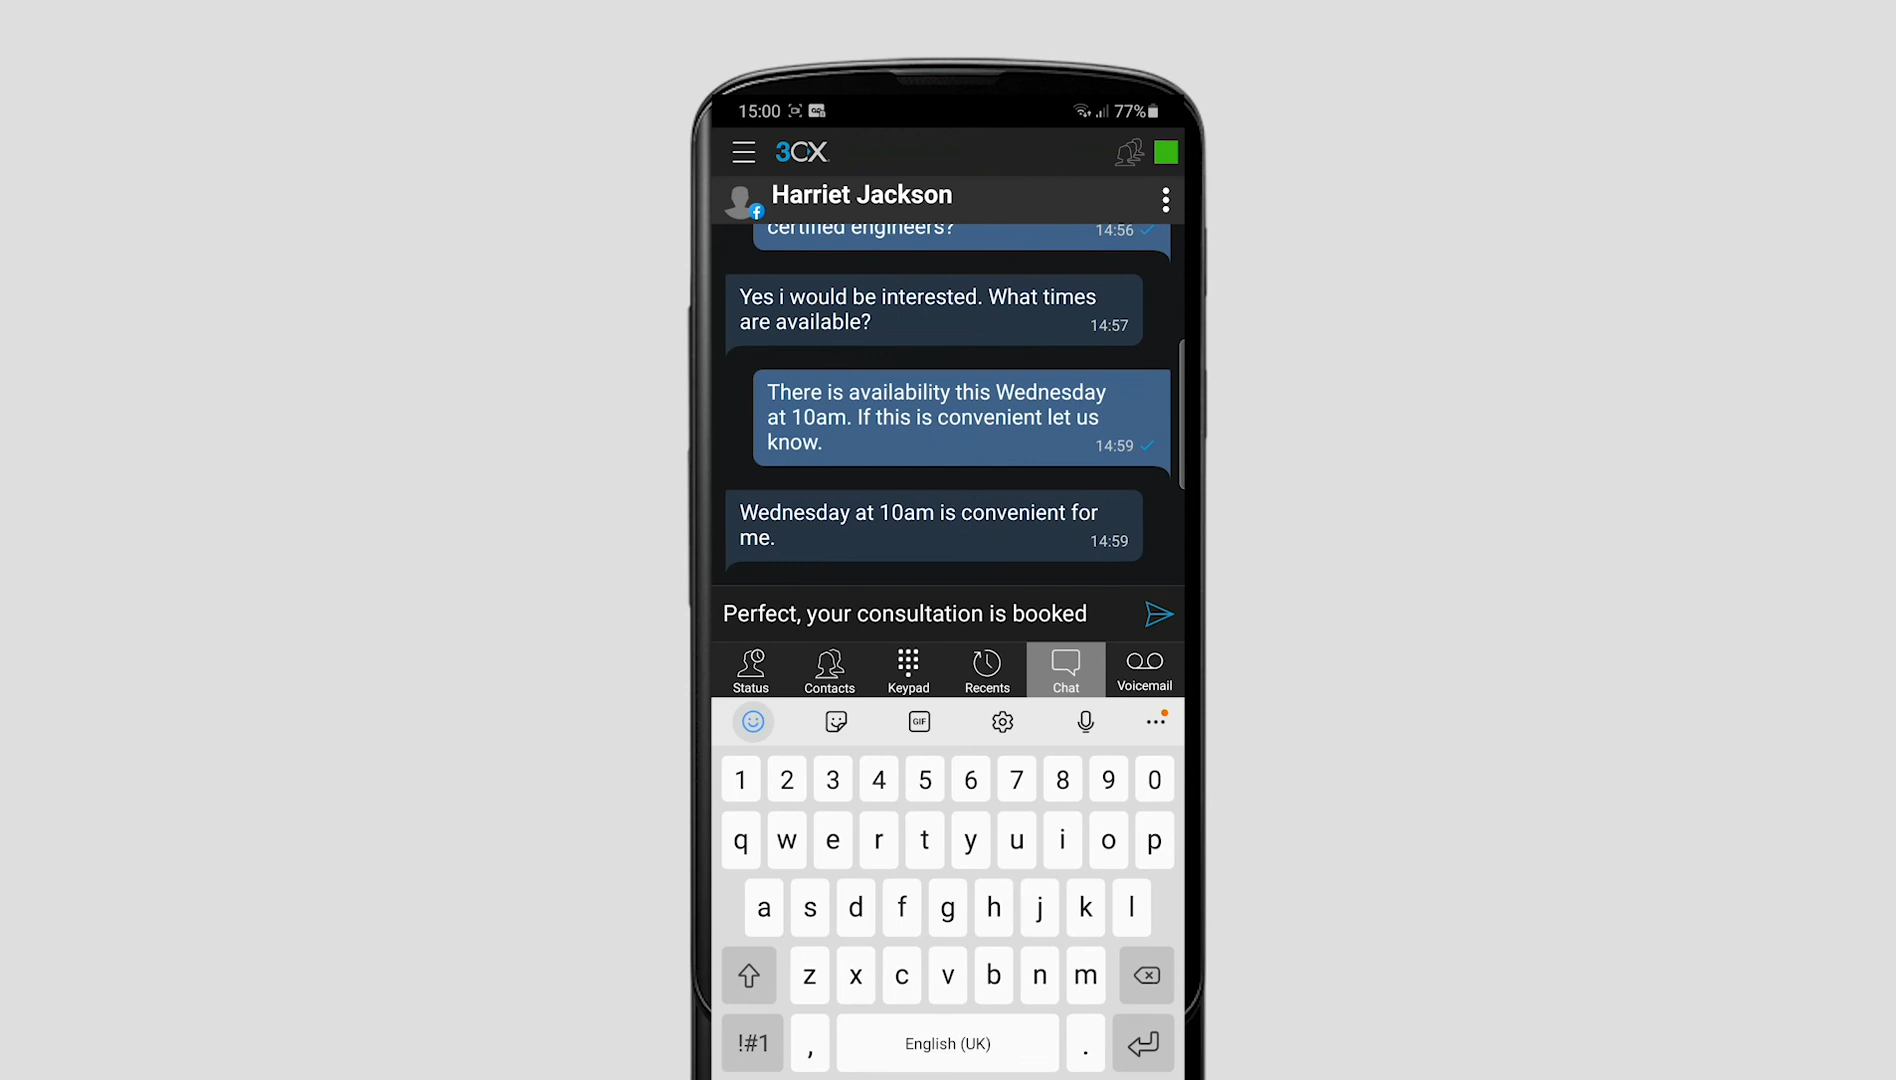 15:00 77%
3CX
Harriet Jackson
certified engineers?
14:56
Yes i would be interested. What times
are available?
14:57
There is availability this Wednesday
at 10am. If this is convenient let us
know.
14:59
Wednesday at 10am is convenient for
me.
14:59
Perfect, your consultation is booked
Status Contacts Keypad Recents Chat Voicemail
GIF
1 2 3 4 5 6 7 8 9 0
q w e r t y u i o p
a s d f g h j k l
z x c v b n m
!#1 , English (UK) .